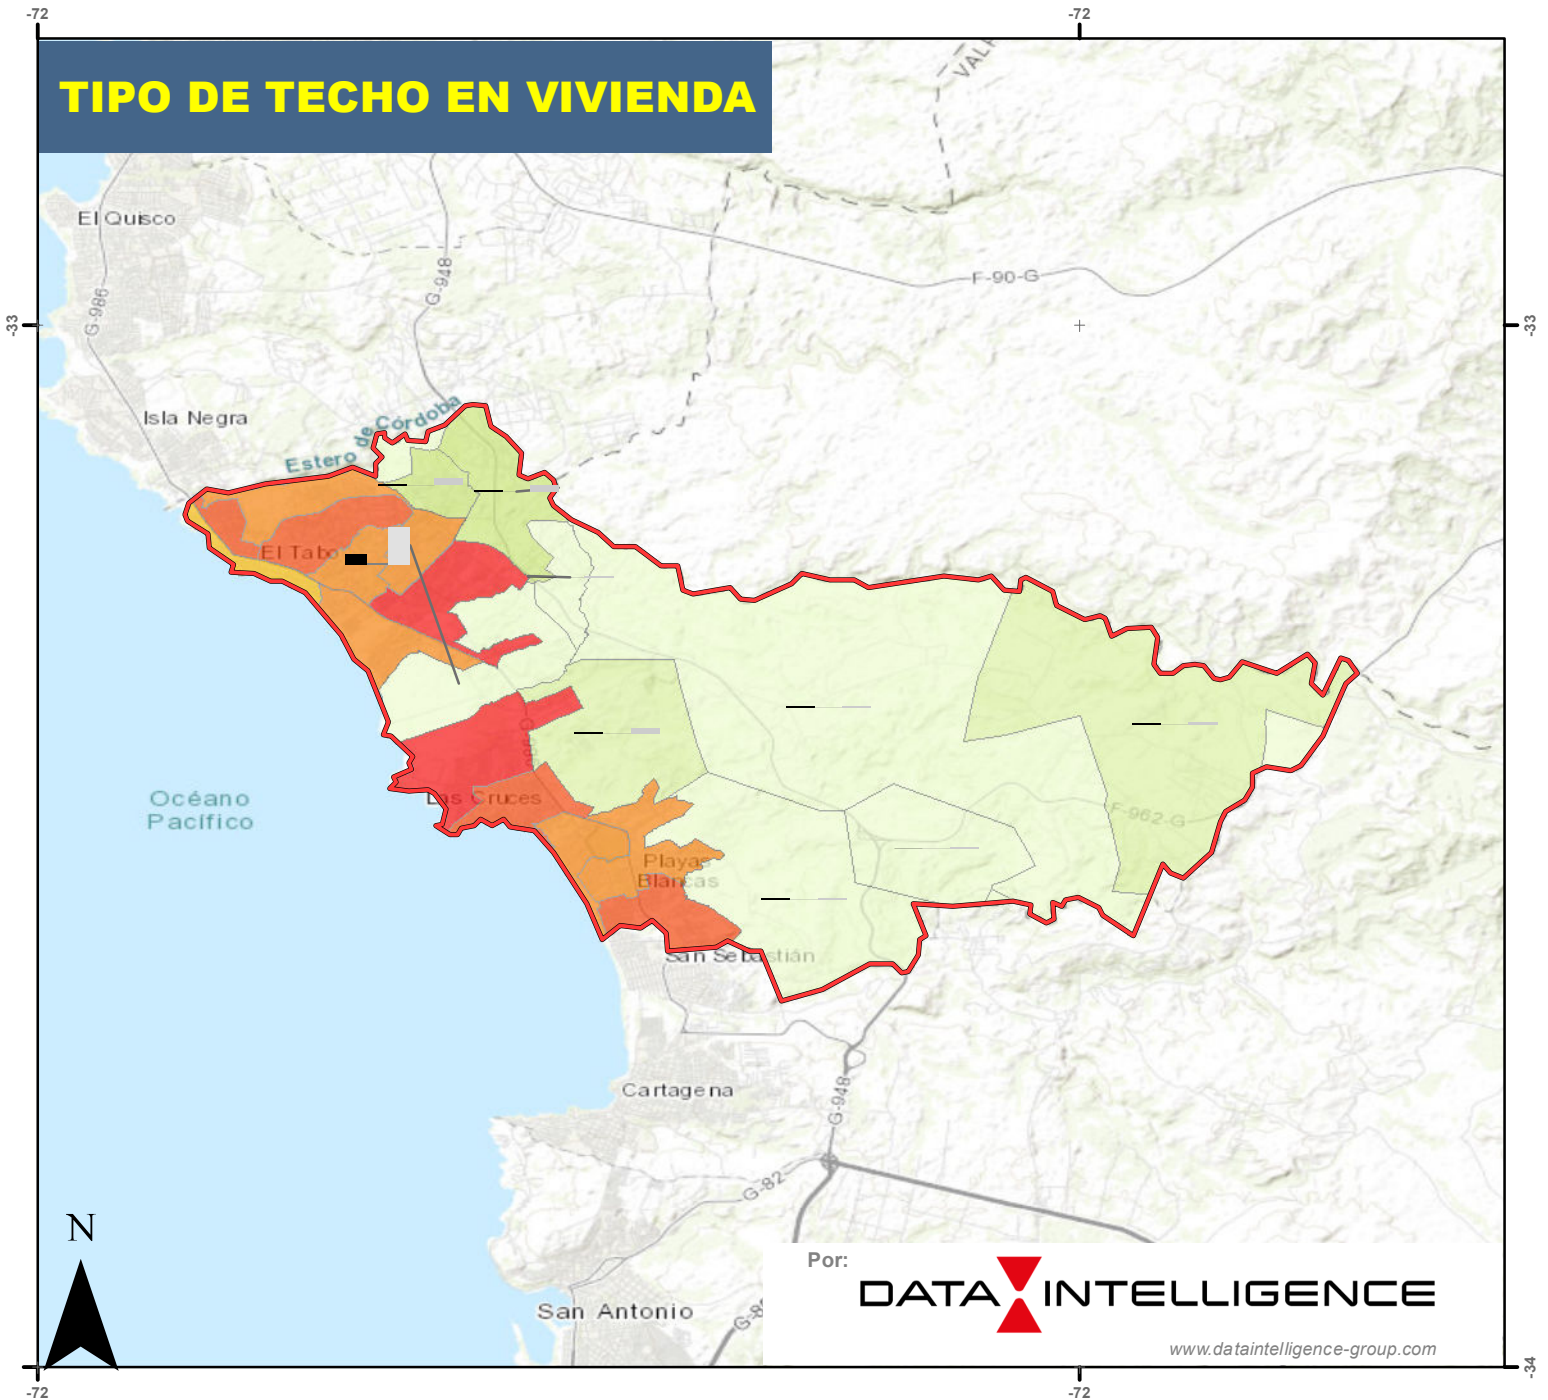 -72
-72
TIPO DE TECHO EN VIVIENDA
El Quisco
G-948
G-986
F-90-G
-33
-33
Isla Negra
Estero de Córdoba
El Tabo
Océano
Pacífico
Las Cruces
F-962-G
Playas
Blancas
San Sebastián
Cartagena
G-948
G-82
N
San Antonio
Por:
DATA INTELLIGENCE
www.dataintelligence-group.com
-34
-72
-72